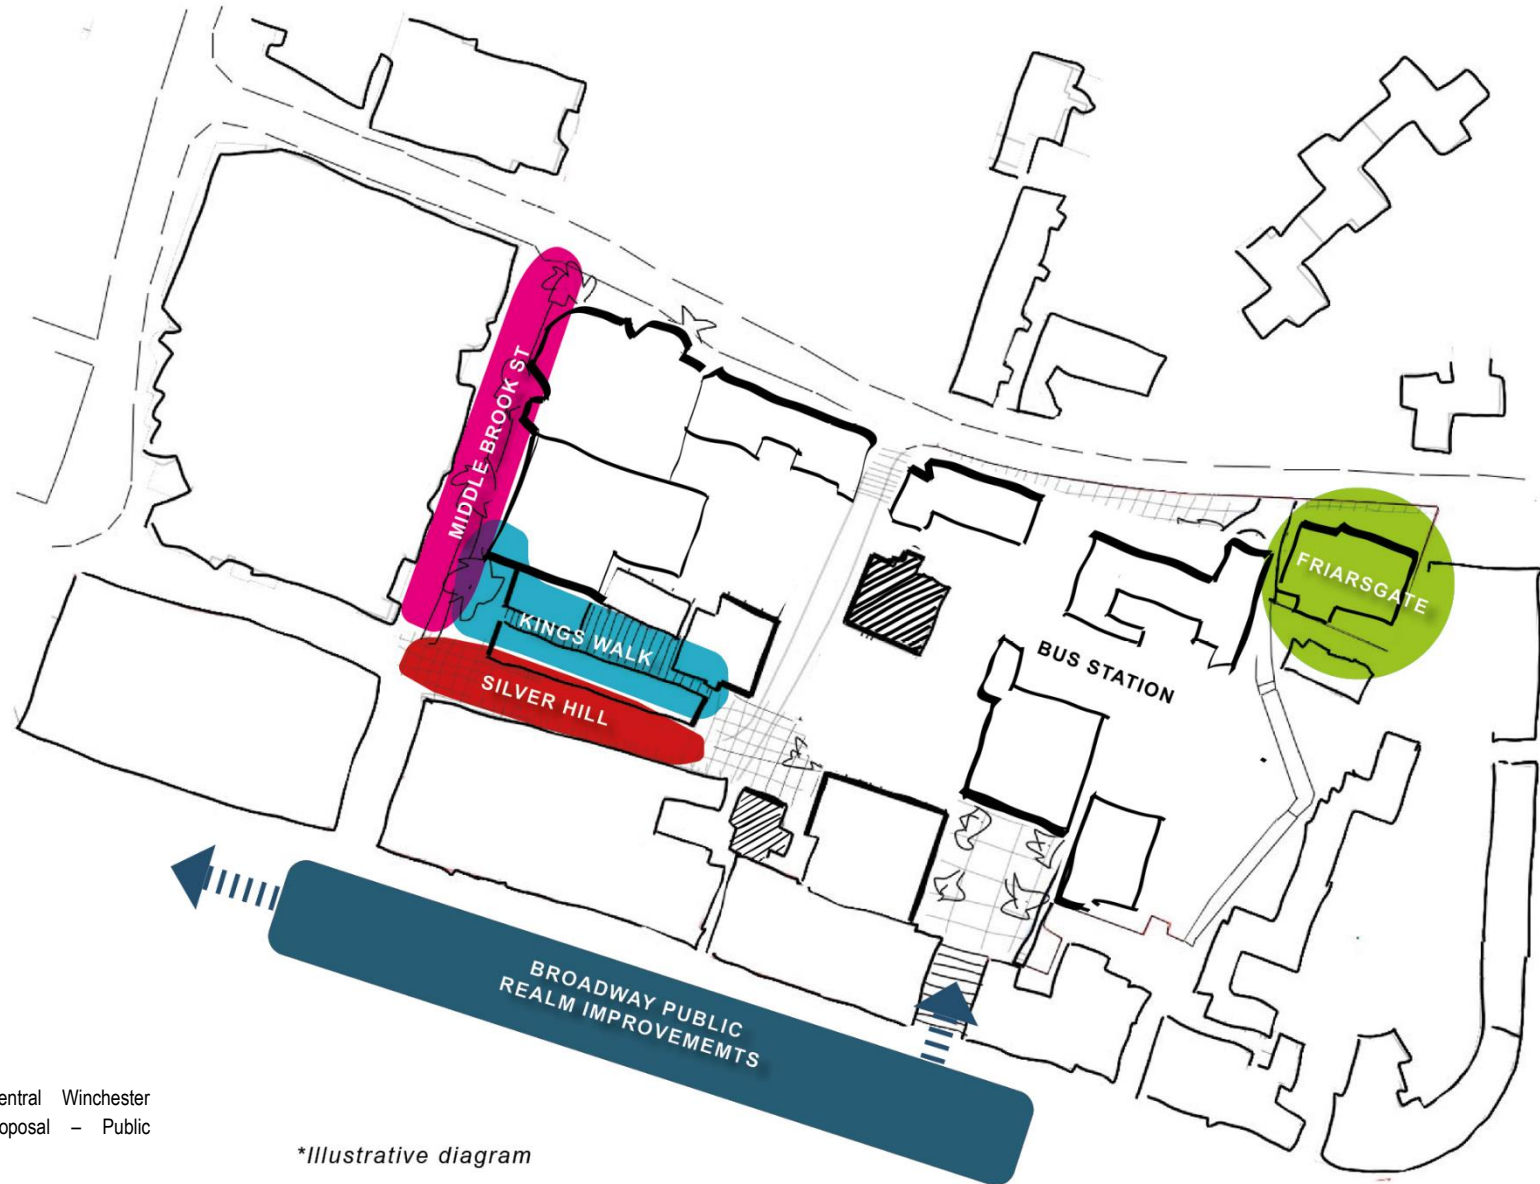 MIDDLE BROOK ST
FRIARSGATE
KINGS WALK
BUS STATION
SILVER HILL
BROADWAY PUBLIC
REALM IMPROVEMEMTS
entral Winchester
oposal – Public
*Illustrative diagram